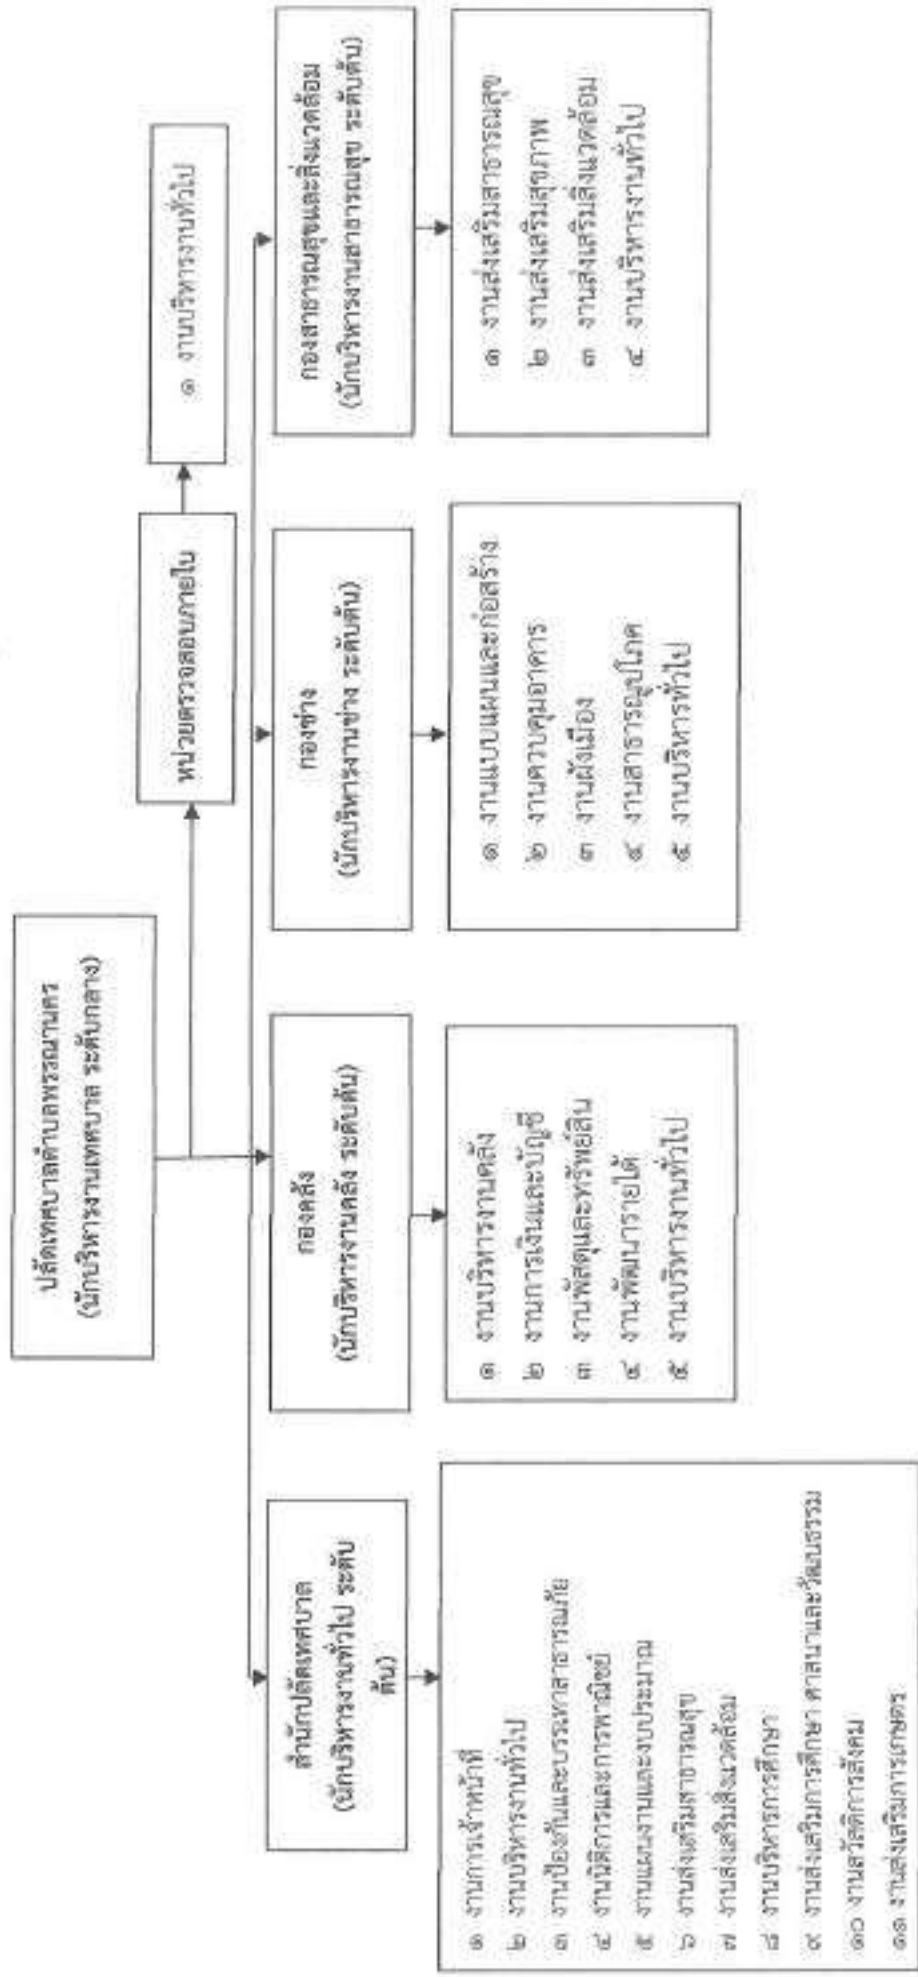 ปลัดเทศบาลตำบลพรรณานคร
(นักบริหารงานเทศบาล ระดับกลาง)
หน่วยตรวจสอบภายใน
๑ งานบริหารงานทั่วไป
สำนักปลัดเทศบาล
(นักบริหารงานทั่วไป ระดับ
ต้น)
๑ งานการเจ้าหน้าที่
๒ งานบริหารงานทั่วไป
๓ งานป้องกันและบรรเทาสาธารณภัย
๔ งานนิติการและการพาณิชย์
๕ งานแผนงานและงบประมาณ
๖ งานส่งเสริมสาธารณสุข
๗ งานส่งเสริมสิ่งแวดล้อม
๘ งานบริหารการศึกษา
๙ งานส่งเสริมการศึกษา ศาสนาและวัฒนธรรม
๑๐ งานสวัสดิการสังคม
๑๑ งานส่งเสริมการเกษตร
กองคลัง
(นักบริหารงานคลัง ระดับต้น)
๑ งานบริหารงานคลัง
๒ งานการเงินและบัญชี
๓ งานพัสดุและทรัพย์สิน
๔ งานพัฒนารายได้
๕ งานบริหารงานทั่วไป
กองช่าง
(นักบริหารงานช่าง ระดับต้น)
๑ งานแบบแผนและก่อสร้าง
๒ งานควบคุมอาคาร
๓ งานผังเมือง
๔ งานสาธารณูปโภค
๕ งานบริหารทั่วไป
กองสาธารณสุขและสิ่งแวดล้อม
(นักบริหารงานสาธารณสุข ระดับต้น)
๑ งานส่งเสริมสาธารณสุข
๒ งานส่งเสริมสุขภาพ
๓ งานส่งเสริมสิ่งแวดล้อม
๔ งานบริหารงานทั่วไป